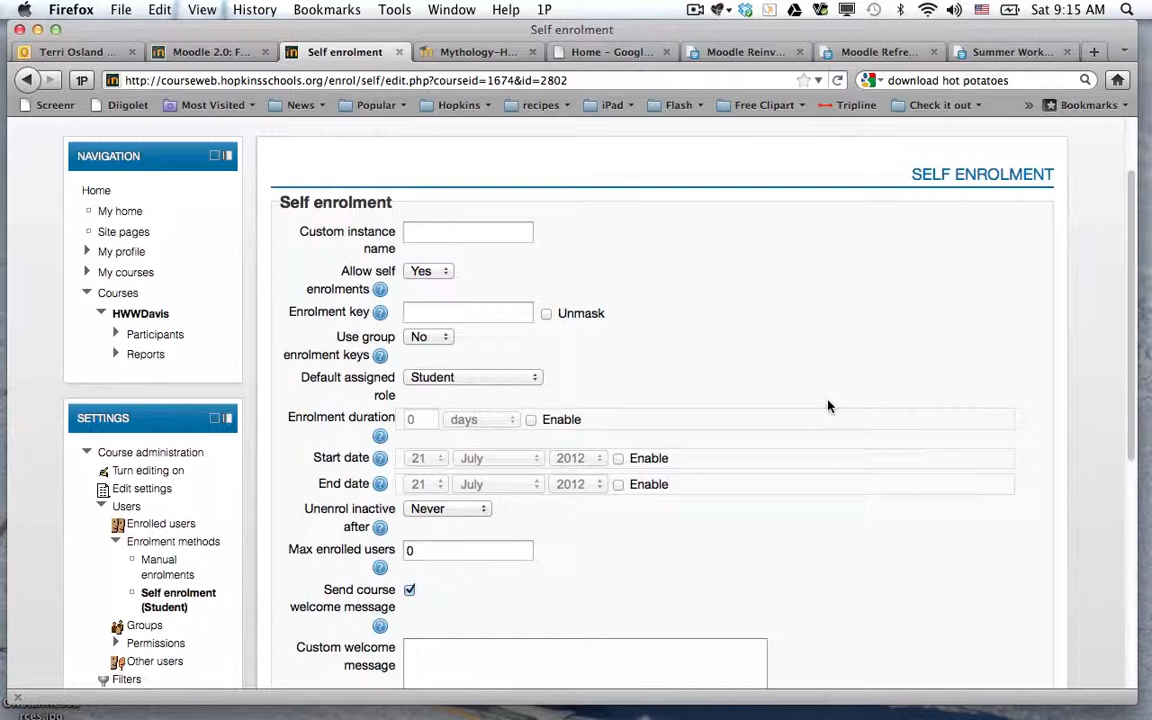 Firefox File Edit View History Bookmarks Tools Window Help 1P Sat 9:15 AM
Self enrolment
Terri Osland Moodle 2.0: F... Self enrolment Mythology-H... Home - Googl... Moodle Reinv... Moodle Refre... Summer Work...
1P http://courseweb.hopkinsschools.org/enrol/self/edit.php?courseid=1674&id=2802 download hot potatoes
Screenr Diigolet Most Visited News Popular Hopkins recipes iPad Flash Free Clipart Tripline Check it out » Bookmarks
NAVIGATION
Home
My home
Site pages
My profile
My courses
Courses
HWWDavis
Participants
Reports
SETTINGS
Course administration
Turn editing on
Edit settings
Users
Enrolled users
Enrolment methods
Manual
enrolments
Self enrolment
(Student)
Groups
Permissions
Other users
Filters
SELF ENROLMENT
Self enrolment
Custom instance
name
Allow self Yes
enrolments
Enrolment key Unmask
Use group No
enrolment keys
Default assigned Student
role
Enrolment duration 0 days Enable
Start date 21 July 2012 Enable
End date 21 July 2012 Enable
Unenrol inactive Never
after
Max enrolled users 0
Send course
welcome message
Custom welcome
message
rces.jpg